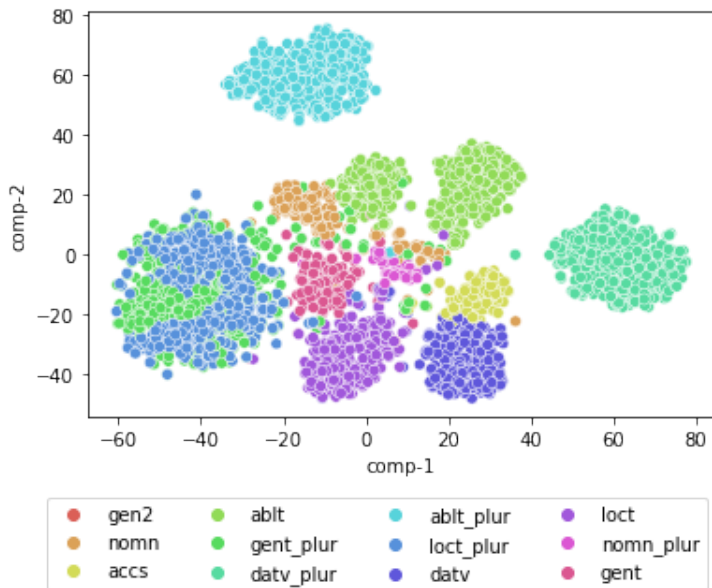 80
60
40
20
0
−20
−40
comp-2
−60 −40 −20 0 20 40 60 80
comp-1
gen2 ablt ablt_plur loct
nomn gent_plur loct_plur nomn_plur
accs datv_plur datv gent